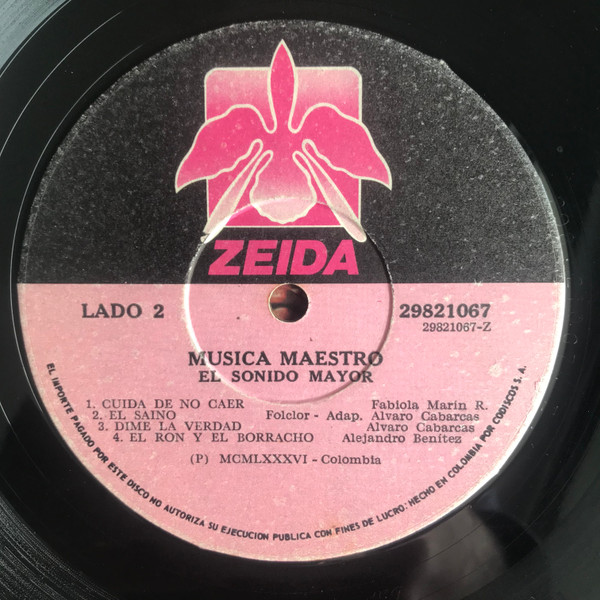 ZEIDA
LADO 2
29821067
29821067-Z
MUSICA MAESTRO
EL SONIDO MAYOR
1. CUIDA DE NO CAER Fabiola Marín R.
2. EL SAINO Folclor - Adap. Alvaro Cabarcas
3. DIME LA VERDAD Alvaro Cabarcas
4. EL RON Y EL BORRACHO Alejandro Benítez
(P) MCMLXXXVI - Colombia
EL IMPORTE PAGADO POR ESTE DISCO NO AUTORIZA SU EJECUCION PUBLICA CON FINES DE LUCRO: HECHO EN COLOMBIA POR CODISCOS S. A.